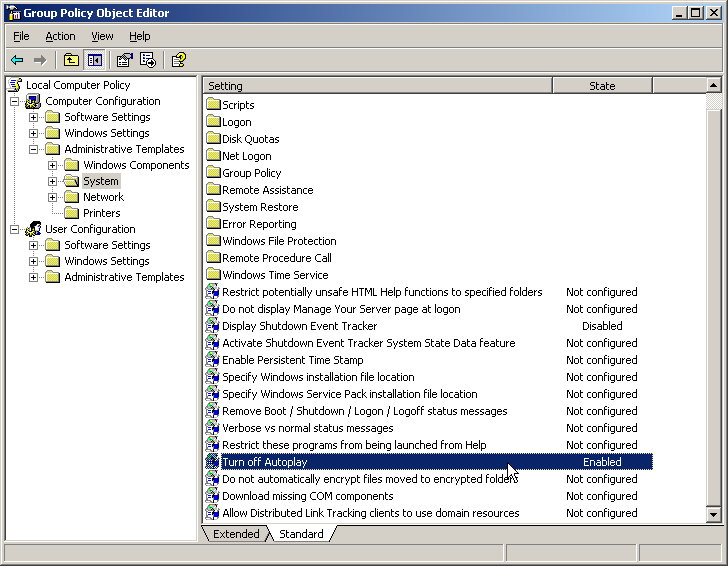 Group Policy Object Editor
File Action View Help
Local Computer Policy
Computer Configuration
Software Settings
Windows Settings
Administrative Templates
Windows Components
System
Network
Printers
User Configuration
Software Settings
Windows Settings
Administrative Templates
Setting State
Scripts
Logon
Disk Quotas
Net Logon
Group Policy
Remote Assistance
System Restore
Error Reporting
Windows File Protection
Remote Procedure Call
Windows Time Service
Restrict potentially unsafe HTML Help functions to specified folders Not configured
Do not display Manage Your Server page at logon Not configured
Display Shutdown Event Tracker Disabled
Activate Shutdown Event Tracker System State Data feature Not configured
Enable Persistent Time Stamp Not configured
Specify Windows installation file location Not configured
Specify Windows Service Pack installation file location Not configured
Remove Boot / Shutdown / Logon / Logoff status messages Not configured
Verbose vs normal status messages Not configured
Restrict these programs from being launched from Help Not configured
Turn off Autoplay Enabled
Do not automatically encrypt files moved to encrypted folders Not configured
Download missing COM components Not configured
Allow Distributed Link Tracking clients to use domain resources Not configured
Extended Standard